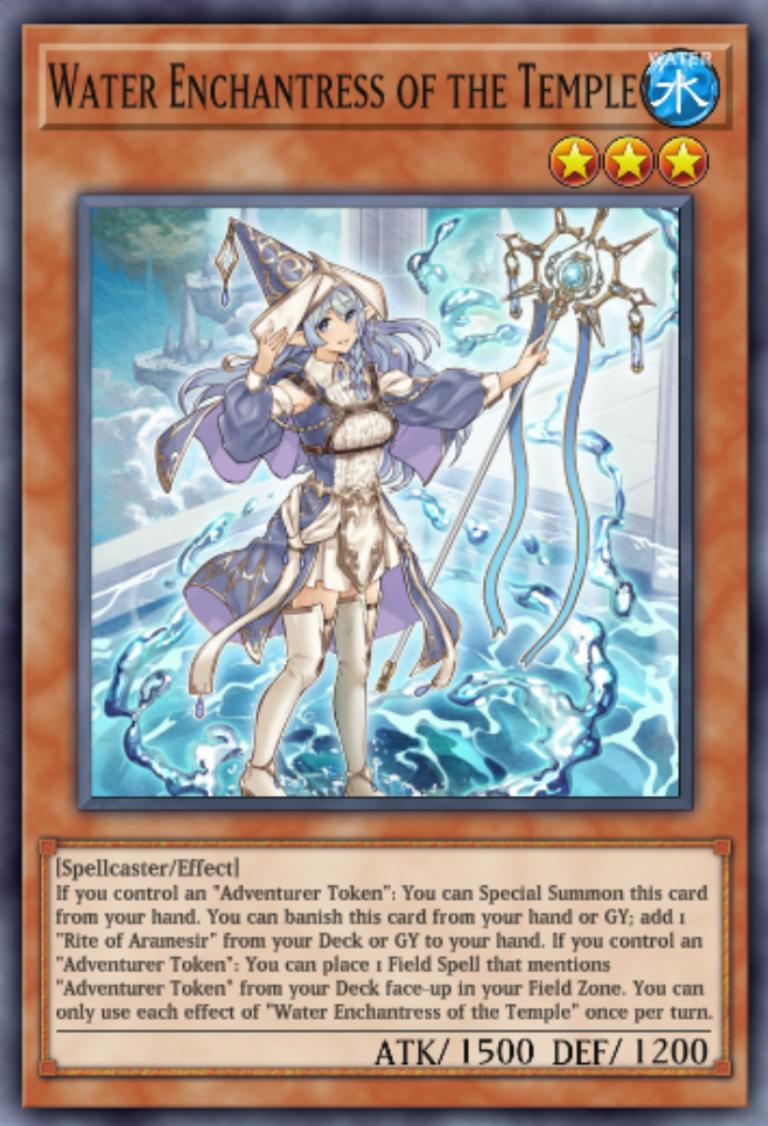 WATER ENCHANTRESS OF THE TEMPLE
WATER
水
[Spellcaster/Effect]
If you control an "Adventurer Token": You can Special Summon this card
from your hand. You can banish this card from your hand or GY; add 1
"Rite of Aramesir" from your Deck or GY to your hand. If you control an
"Adventurer Token": You can place 1 Field Spell that mentions
"Adventurer Token" from your Deck face-up in your Field Zone. You can
only use each effect of "Water Enchantress of the Temple" once per turn.
ATK/ 1500 DEF/ 1200